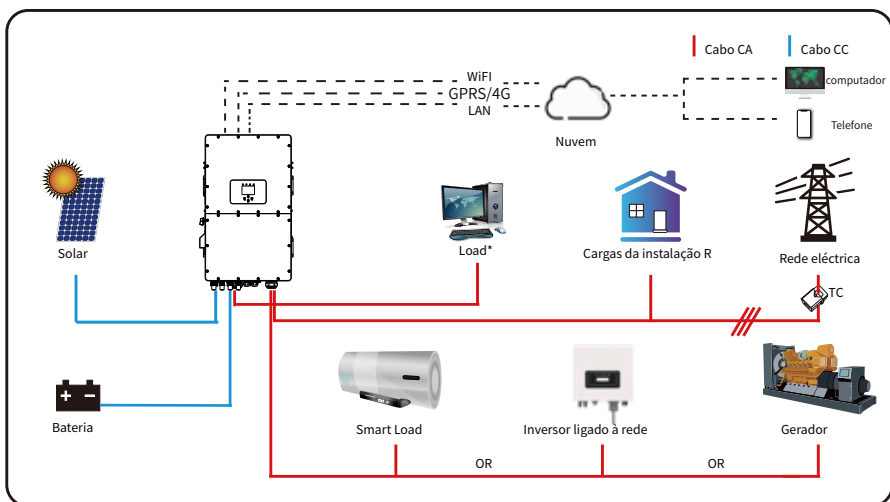 Cabo CA
Cabo CC
WiFI
GPRS/4G
LAN
computador
Telefone
Nuvem
Solar
Load*
Cargas da instalação R
Rede eléctrica
TC
Bateria
Smart Load
Inversor ligado à rede
Gerador
OR
OR